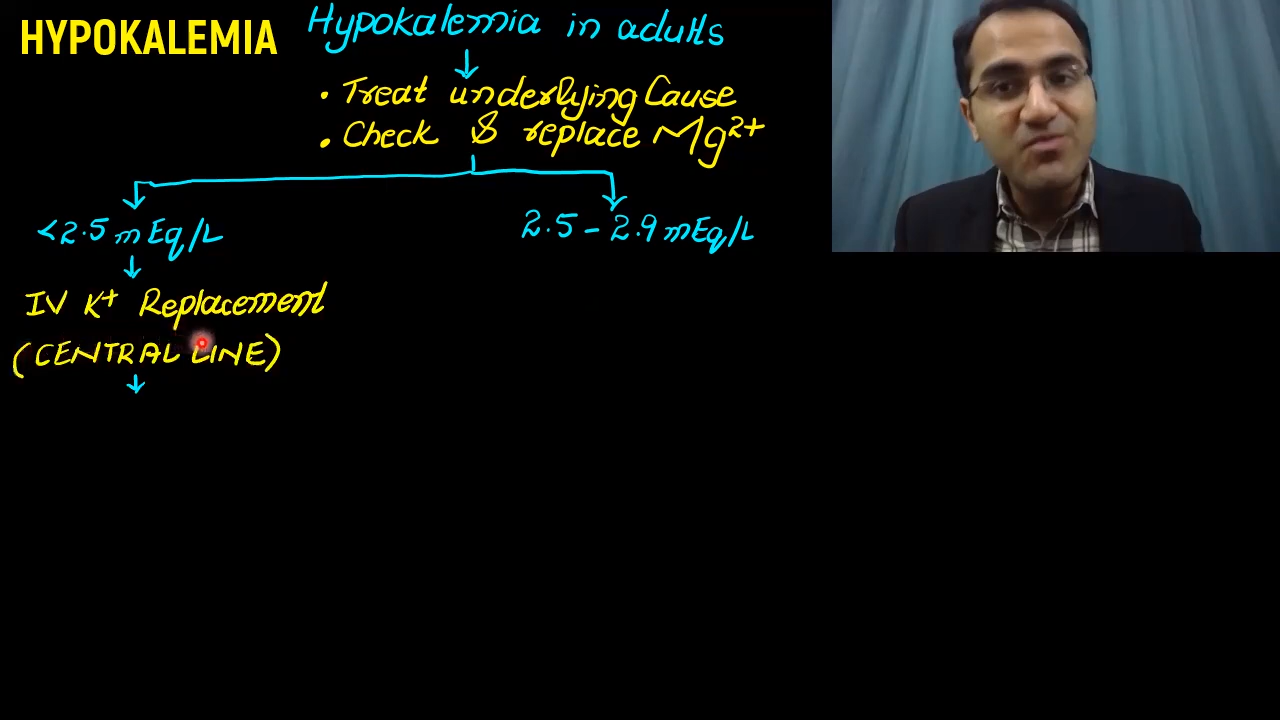 HYPOKALEMIA
Hypokalemia in adults
• Treat underlying Cause
• Check & replace Mg2+
<2.5 mEq/L
2.5 - 2.9 mEq/L
IV K+ Replacement
(CENTRAL LINE)